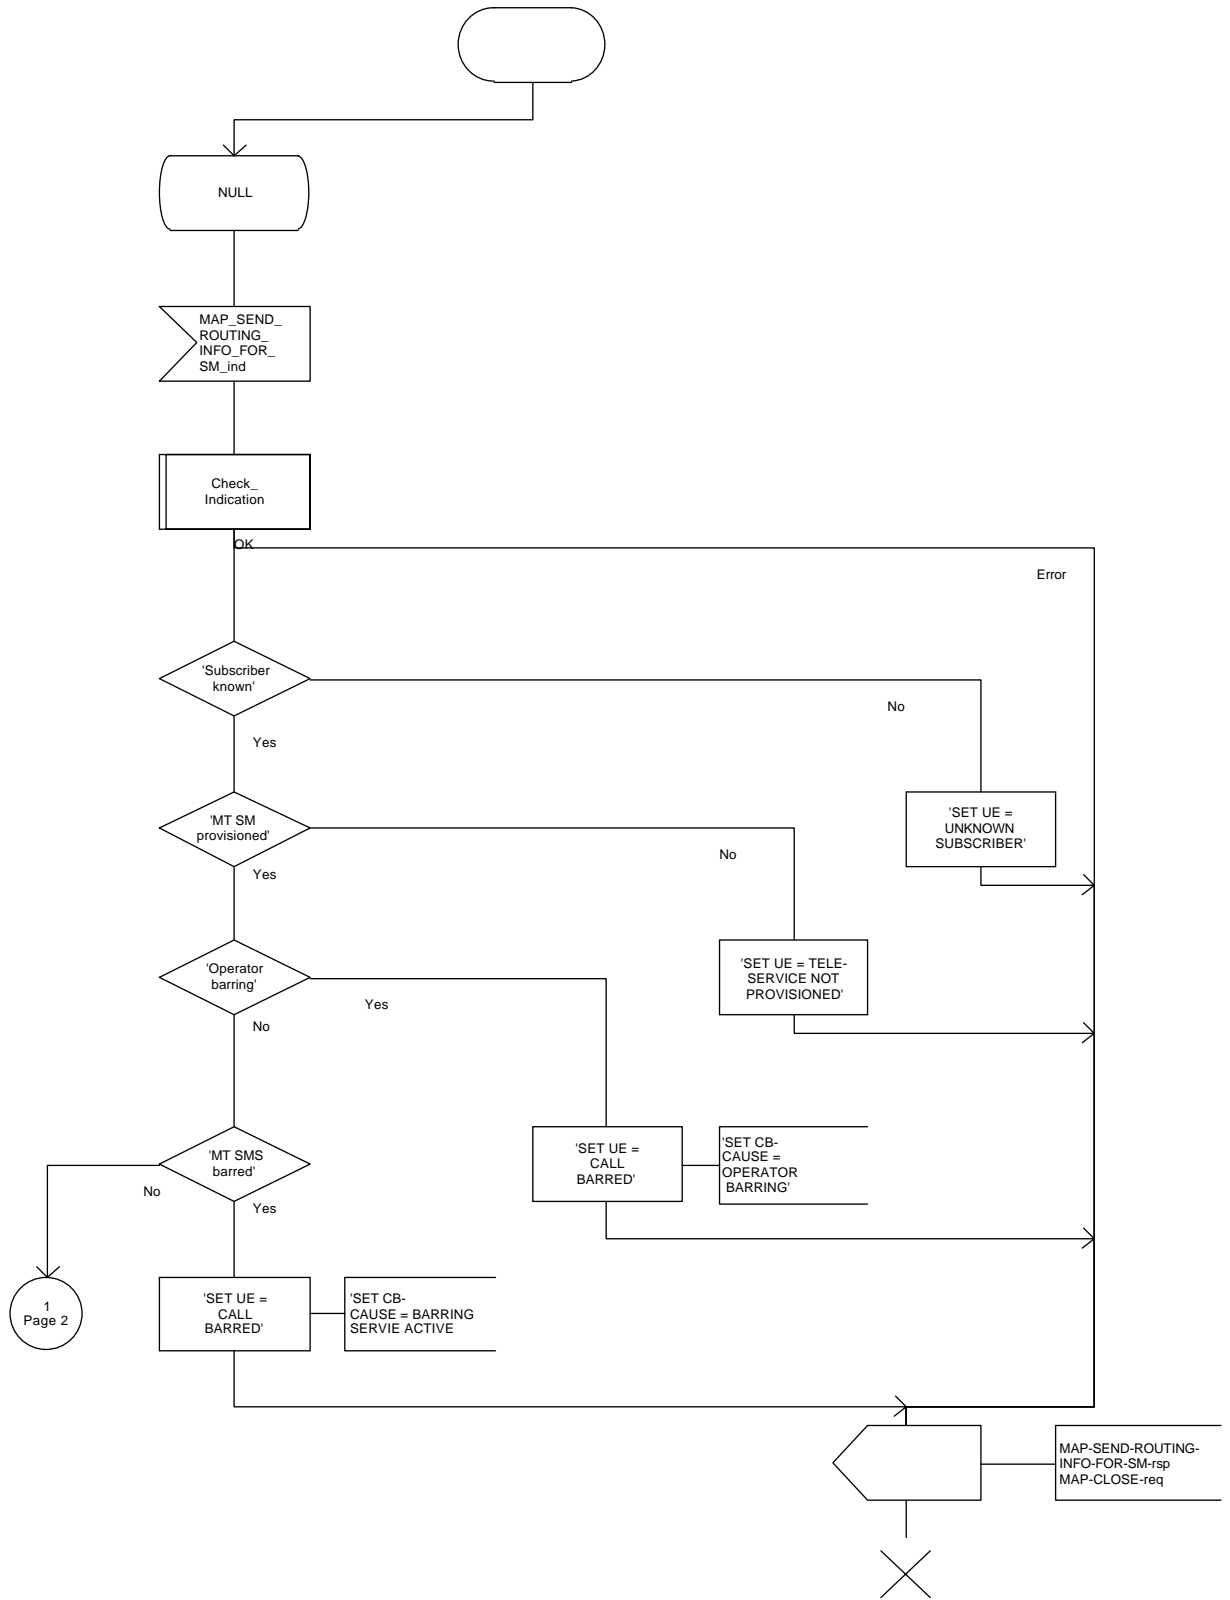 NULL
MAP_SEND_
ROUTING_
INFO_FOR_
SM_ind
Check_
Indication
OK
Error
'Subscriber
known'
No
Yes
'MT SM
provisioned'
No
Yes
'SET UE =
UNKNOWN
SUBSCRIBER'
'Operator
barring'
Yes
No
'SET UE = TELE-
SERVICE NOT
PROVISIONED'
'MT SMS
barred'
No
Yes
'SET UE =
CALL
BARRED'
'SET CB-
CAUSE =
OPERATOR
BARRING'
1
Page 2
'SET UE =
CALL
BARRED'
'SET CB-
CAUSE = BARRING
SERVIE ACTIVE
MAP-SEND-ROUTING-
INFO-FOR-SM-rsp
MAP-CLOSE-req